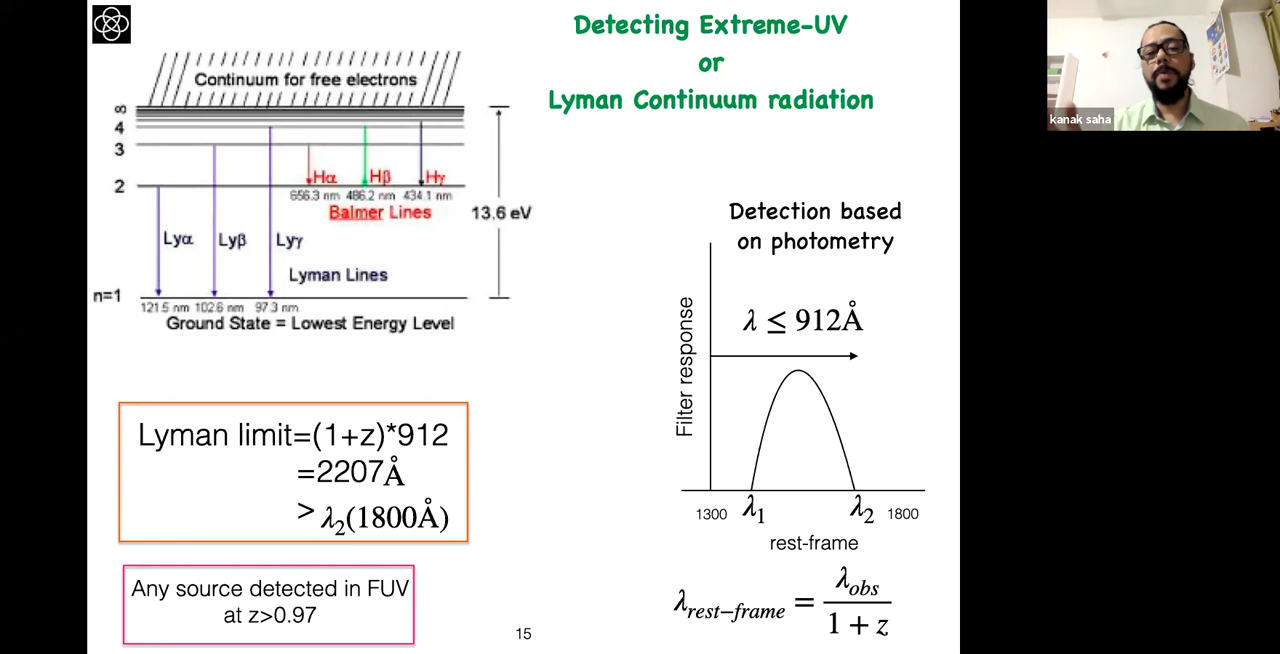 Detecting Extreme-UV
or
Lyman Continuum radiation
kanak saha
Continuum for free electrons
∞
4
3
2
n=1
Hα
Hβ
Hγ
656.3 nm 486.2 nm 434.1 nm
Balmer Lines
13.6 eV
Lyα
Lyβ
Lyγ
Lyman Lines
121.5 nm 102.6 nm 97.3 nm
Ground State = Lowest Energy Level
Detection based
on photometry
Filter response
λ ≤ 912Å
1300
λ₁
λ₂
1800
rest-frame
λrest−frame = λobs / 1 + z
Lyman limit=(1+z)*912
=2207Å
> λ₂(1800Å)
Any source detected in FUV
at z>0.97
15